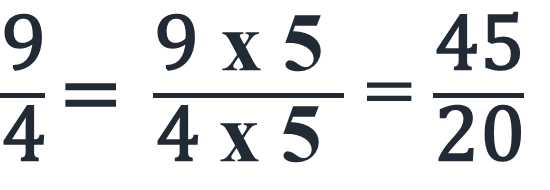 9/4 = (9 x 5)/(4 x 5) = 45/20